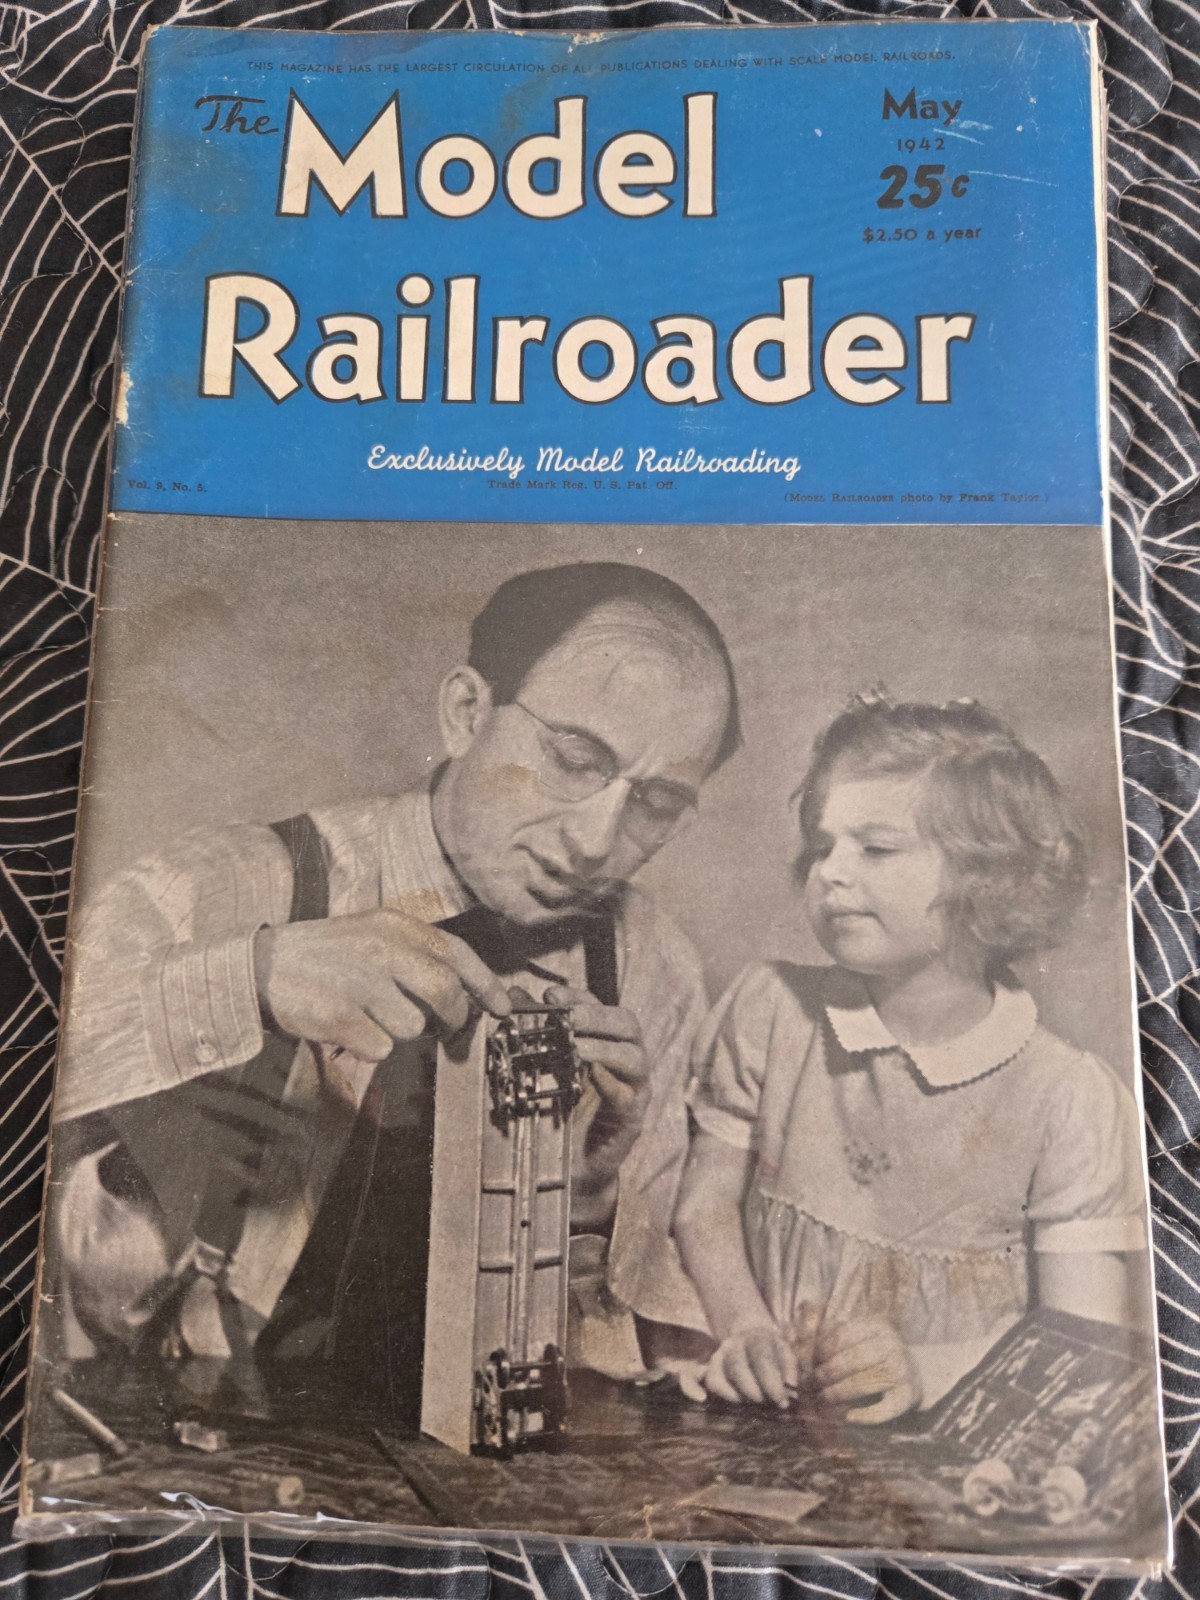 THIS MAGAZINE HAS THE LARGEST CIRCULATION OF ALL PUBLICATIONS DEALING WITH SCALE MODEL RAILROADS.
The Model
May
1942
25c
$2.50 a year
Railroader
Exclusively Model Railroading
Trade Mark Reg. U. S. Pat. Off.
Vol. 9, No. 5.
(MODEL RAILROADER photo by Frank Taylor.)